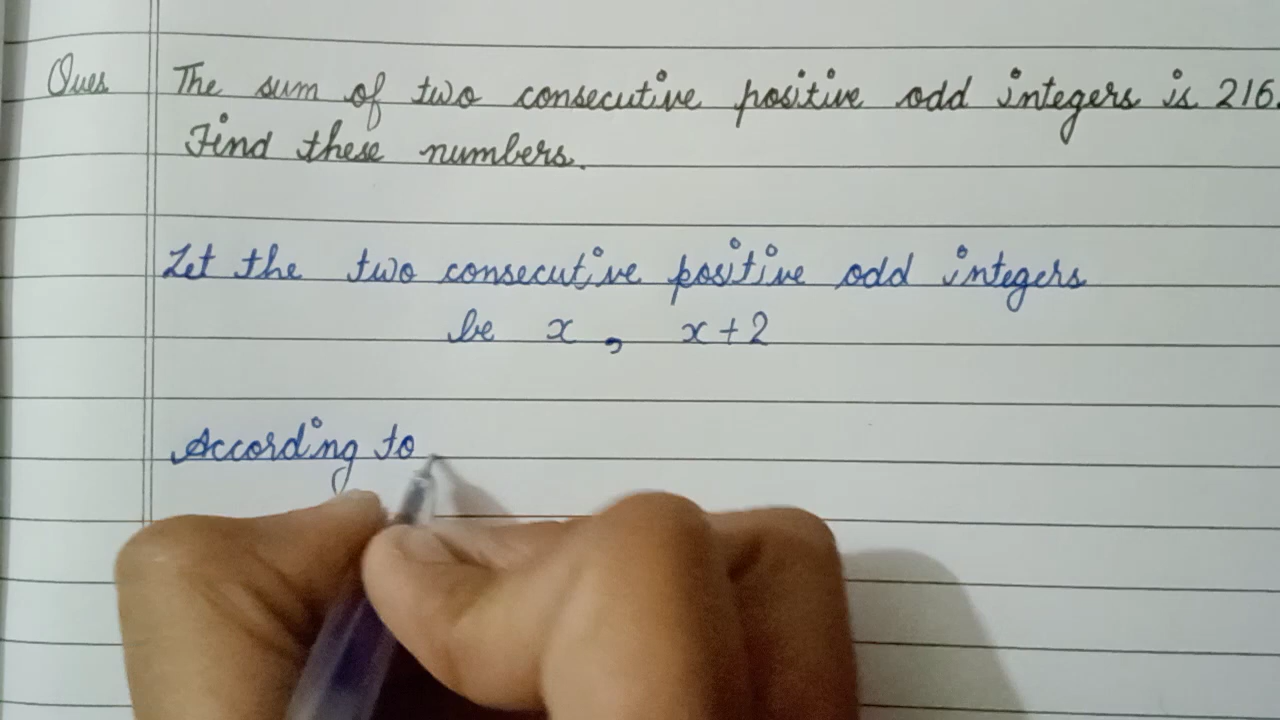 Ques The sum of two consecutive positive odd integers is 216.
Find these numbers.
Let the two consecutive positive odd integers
be x , x+2
According to